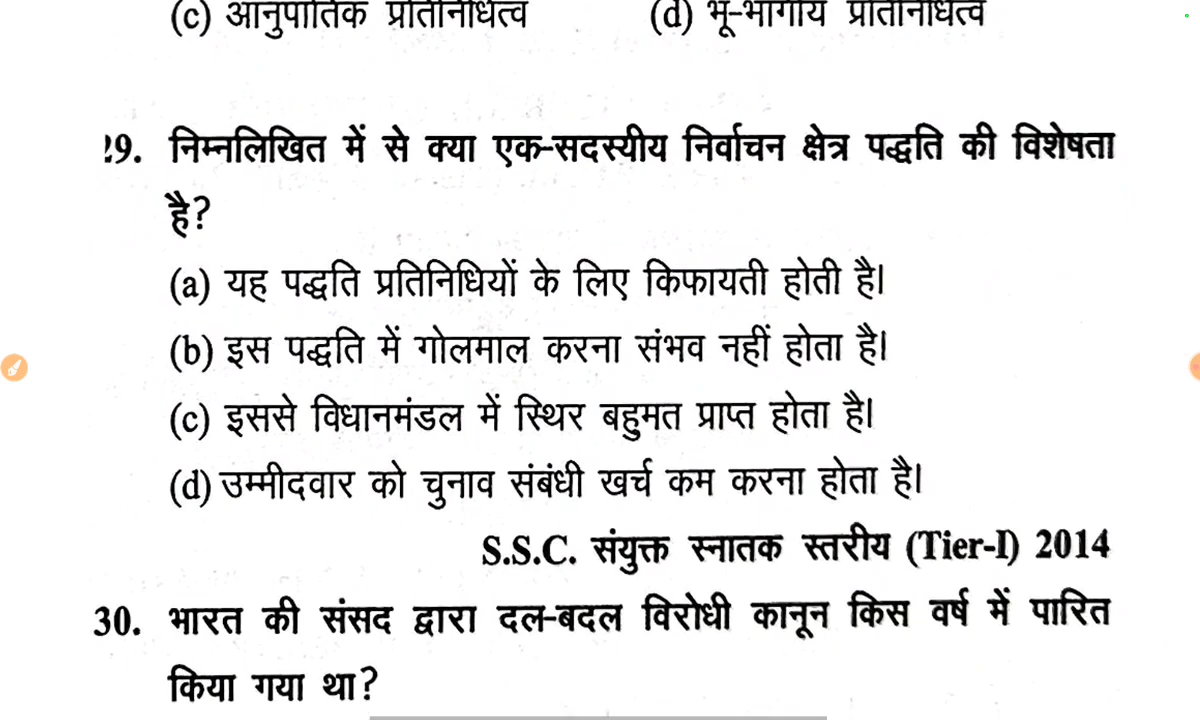 (c) आनुपातिक प्रतिनिधित्व (d) भू-भागीय प्रतिनिधित्व
29. निम्नलिखित में से क्या एक-सदस्यीय निर्वाचन क्षेत्र पद्धति की विशेषता
है?
(a) यह पद्धति प्रतिनिधियों के लिए किफायती होती है।
(b) इस पद्धति में गोलमाल करना संभव नहीं होता है।
(c) इससे विधानमंडल में स्थिर बहुमत प्राप्त होता है।
(d) उम्मीदवार को चुनाव संबंधी खर्च कम करना होता है।
S.S.C. संयुक्त स्नातक स्तरीय (Tier-I) 2014
30. भारत की संसद द्वारा दल-बदल विरोधी कानून किस वर्ष में पारित
किया गया था?